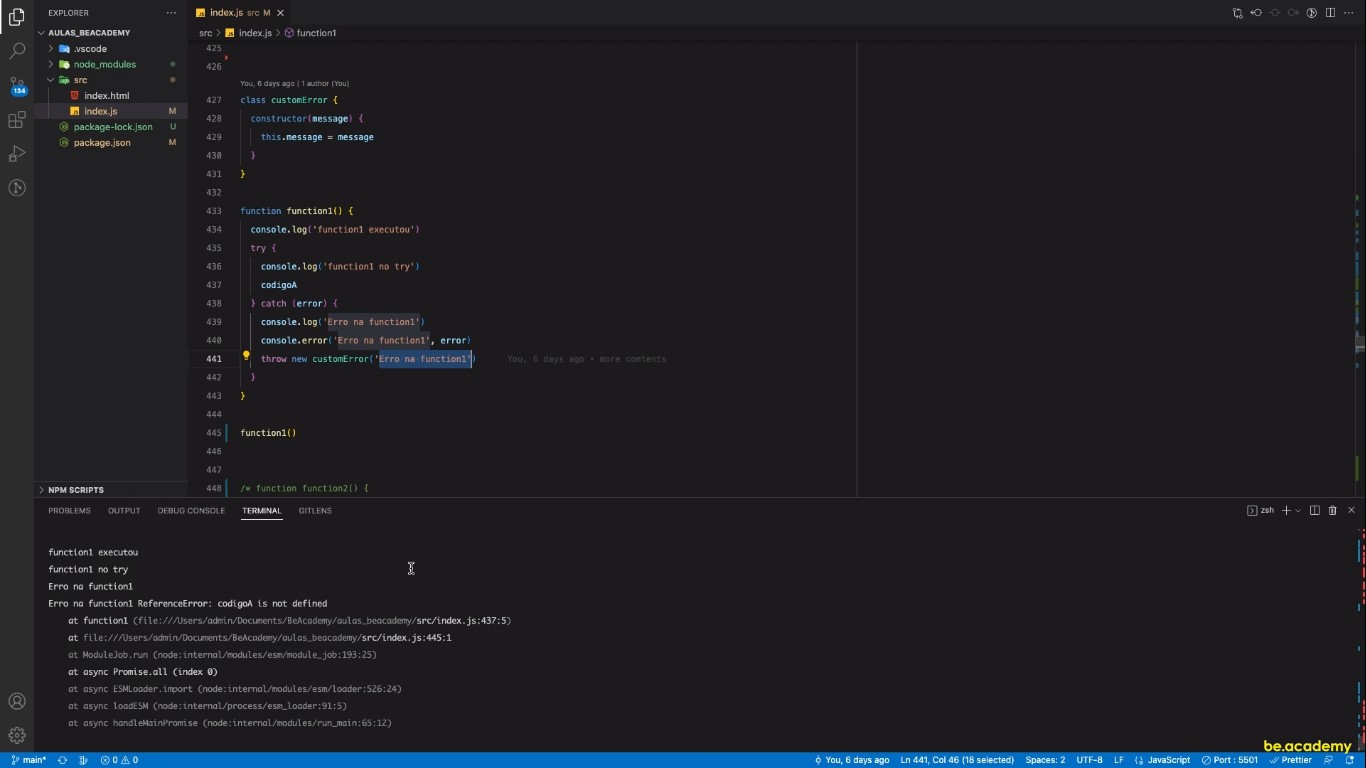 EXPLORER
AULAS_BEACADEMY
.vscode
node_modules
src
index.html
index.js M
package-lock.json U
package.json M
NPM SCRIPTS
134
index.js src M
src > index.js > function1
425
426
You, 6 days ago | 1 author (You)
427 class customError {
428 constructor(message) {
429 this.message = message
430 }
431 }
432
433 function function1() {
434 console.log('function1 executou')
435 try {
436 console.log('function1 no try')
437 codigoA
438 } catch (error) {
439 console.log('Erro na function1')
440 console.error('Erro na function1', error)
441 throw new customError('Erro na function1') You, 6 days ago • more contents
442 }
443 }
444
445 function1()
446
447
448 /* function function2() {
PROBLEMS OUTPUT DEBUG CONSOLE TERMINAL GITLENS zsh
function1 executou
function1 no try
Erro na function1
Erro na function1 ReferenceError: codigoA is not defined
at function1 (file:///Users/admin/Documents/BeAcademy/aulas_beacademy/src/index.js:437:5)
at file:///Users/admin/Documents/BeAcademy/aulas_beacademy/src/index.js:445:1
at ModuleJob.run (node:internal/modules/esm/module_job:193:25)
at async Promise.all (index 0)
at async ESMLoader.import (node:internal/modules/esm/loader:526:24)
at async loadESM (node:internal/process/esm_loader:91:5)
at async handleMainPromise (node:internal/modules/run_main:65:12)
be.academy
main* 0 0 You, 6 days ago Ln 441, Col 46 (18 selected) Spaces: 2 UTF-8 LF JavaScript Port : 5501 Prettier